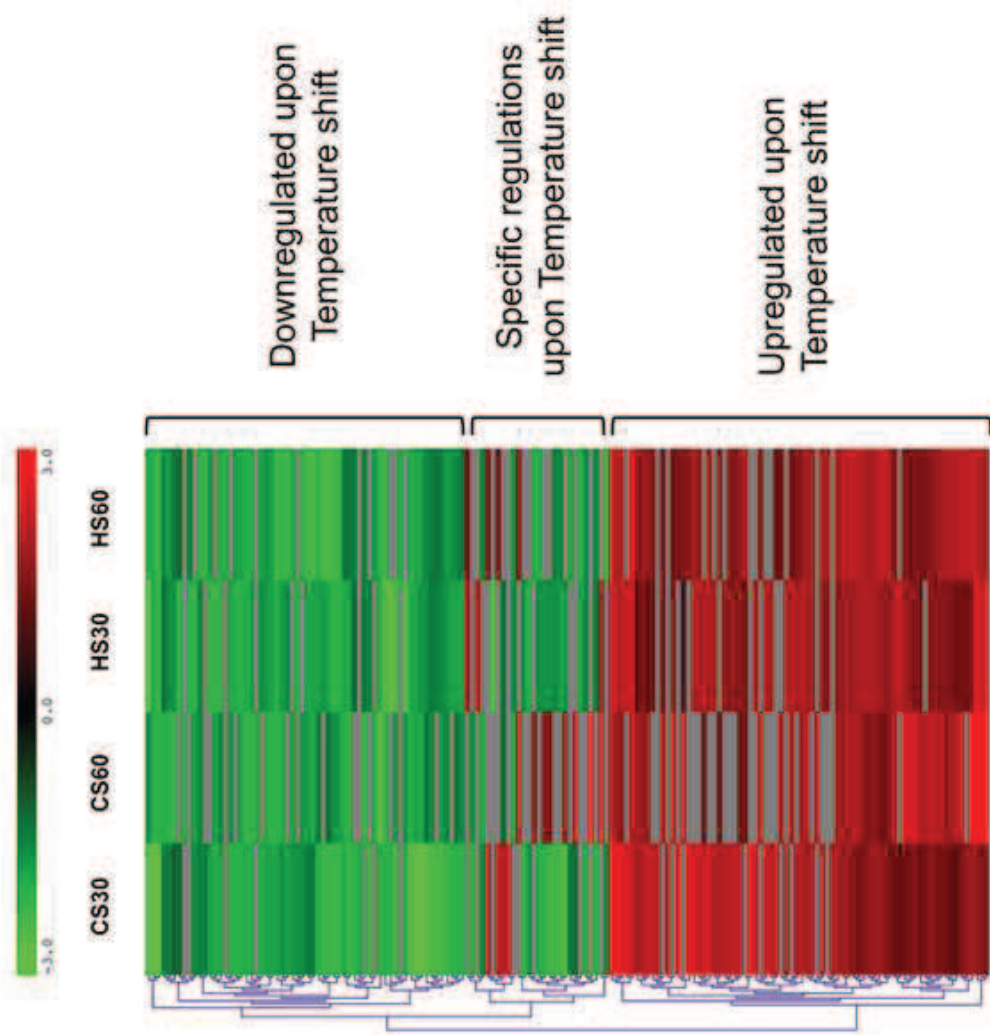 Downregulated upon
Temperature shift
Specific regulations
upon Temperature shift
Upregulated upon
Temperature shift
-3.0
0.0
3.0
CS30
CS60
HS30
HS60